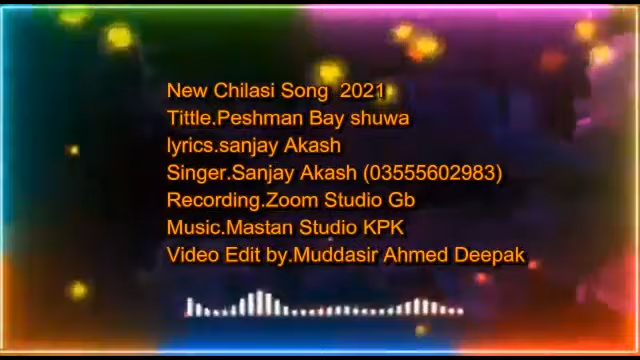 New Chilasi Song  2021
Tittle.Peshman Bay shuwa
lyrics.sanjay Akash
Singer.Sanjay Akash (03555602983)
Recording.Zoom Studio Gb
Music.Mastan Studio KPK
Video Edit by.Muddasir Ahmed Deepak